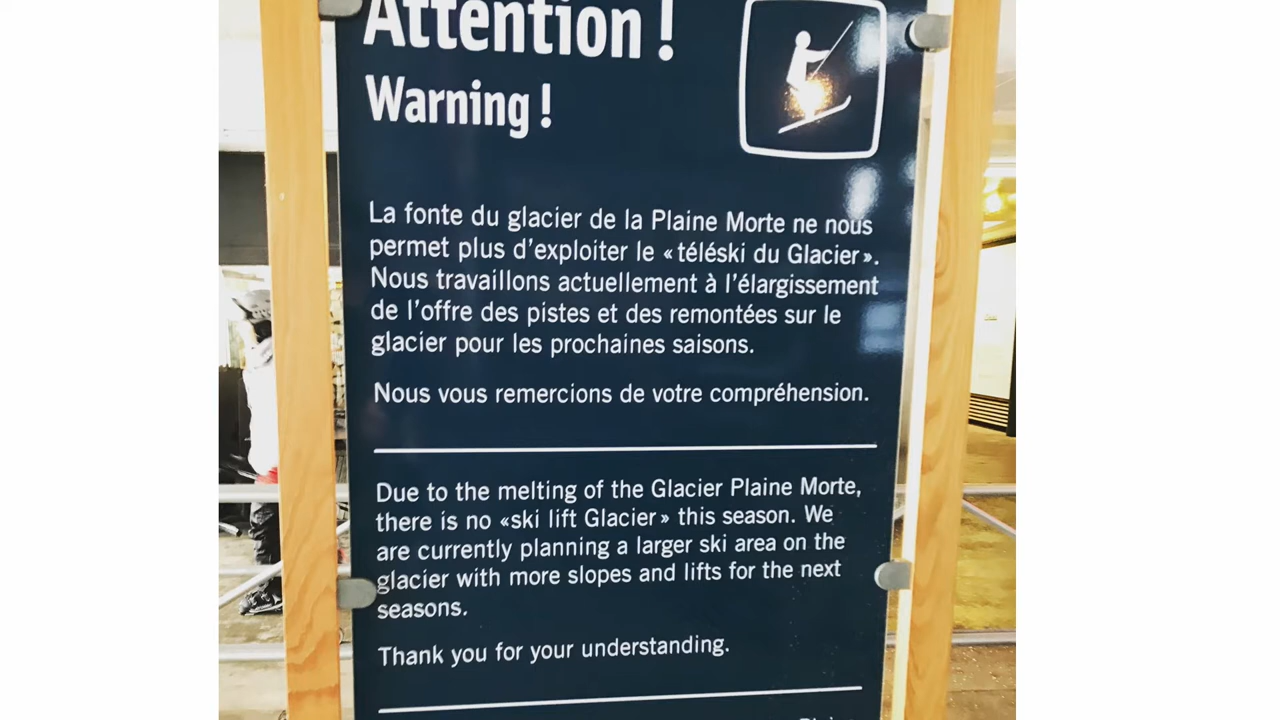 Attention !
Warning !
La fonte du glacier de la Plaine Morte ne nous
permet plus d'exploiter le «téléski du Glacier».
Nous travaillons actuellement à l'élargissement
de l'offre des pistes et des remontées sur le
glacier pour les prochaines saisons.
Nous vous remercions de votre compréhension.
Due to the melting of the Glacier Plaine Morte,
there is no «ski lift Glacier» this season. We
are currently planning a larger ski area on the
glacier with more slopes and lifts for the next
seasons.
Thank you for your understanding.